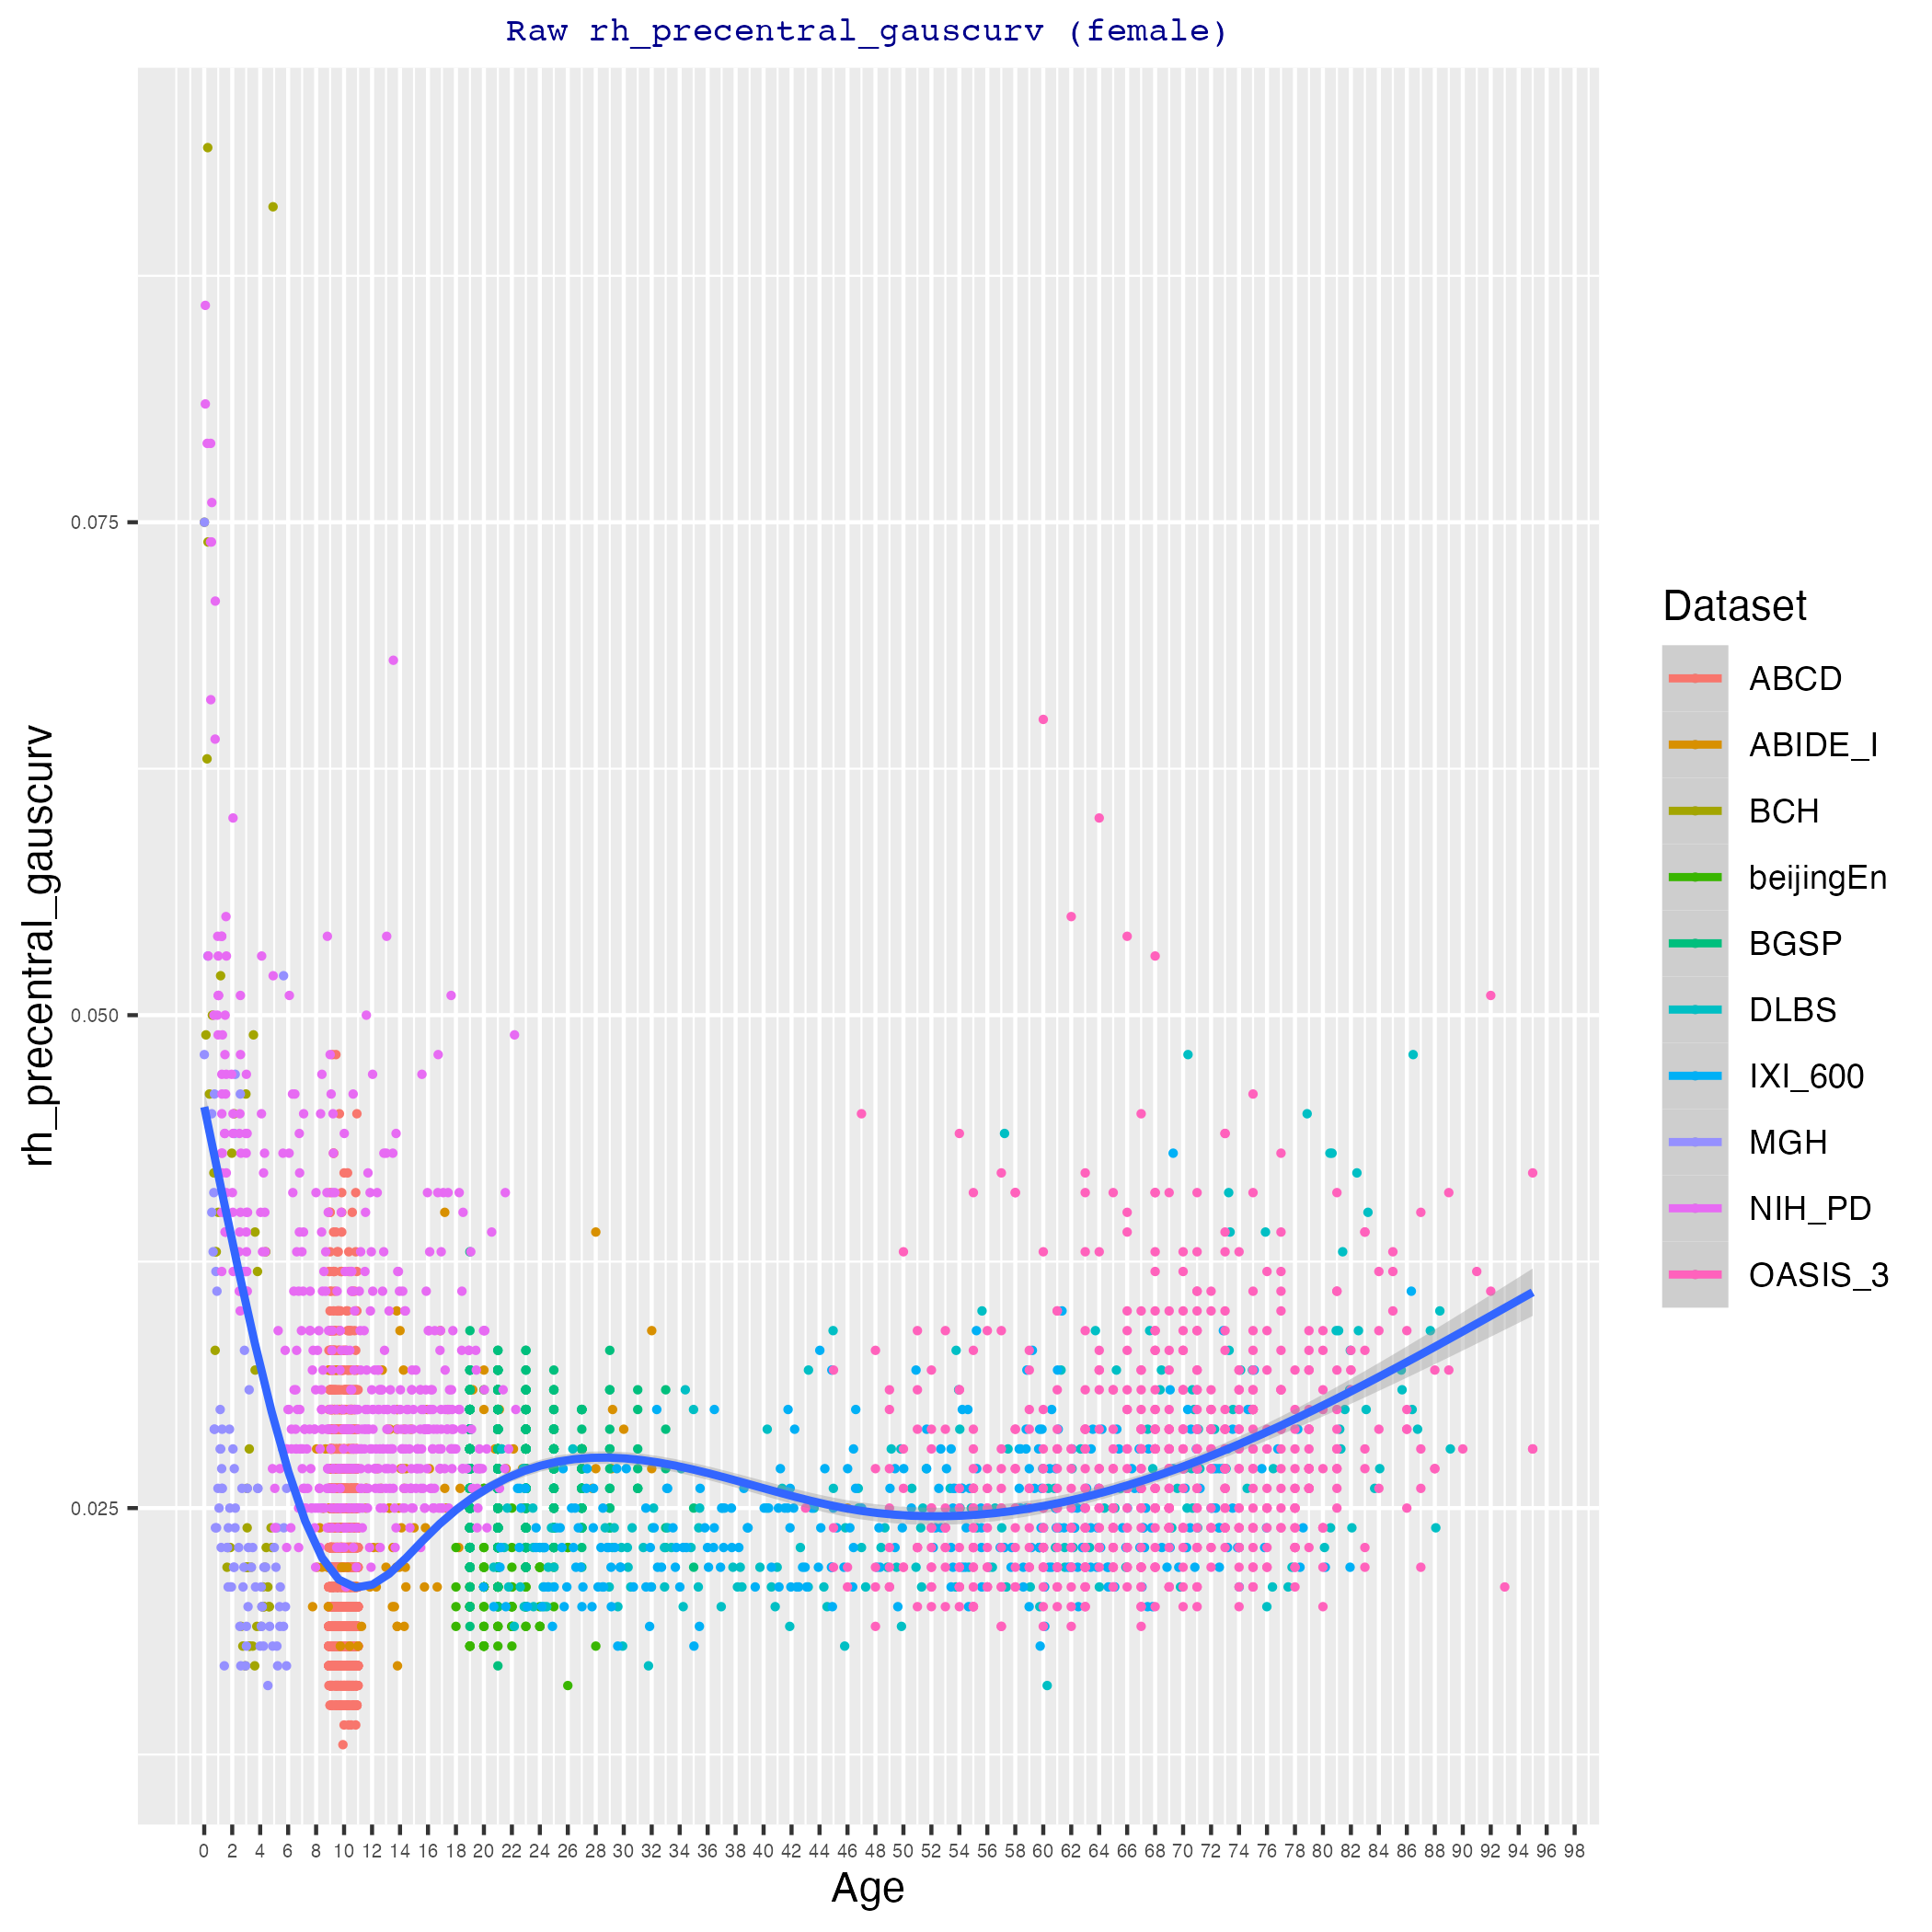 Raw rh_precentral_gauscurv (female)
rh_precentral_gauscurv
0.075
0.050
0.025
0 2 4 6 8 10 12 14 16 18 20 22 24 26 28 30 32 34 36 38 40 42 44 46 48 50 52 54 56 58 60 62 64 66 68 70 72 74 76 78 80 82 84 86 88 90 92 94 96 98
Age
Dataset
ABCD
ABIDE_I
BCH
beijingEn
BGSP
DLBS
IXI_600
MGH
NIH_PD
OASIS_3